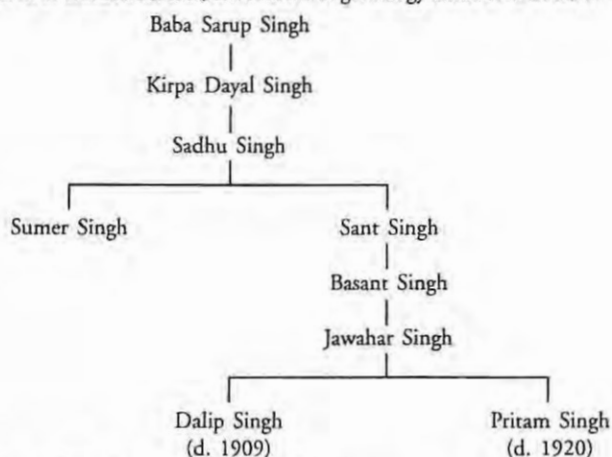 Baba Sarup Singh
Kirpa Dayal Singh
Sadhu Singh
Sumer Singh Sant Singh
Basant Singh
Jawahar Singh
Dalip Singh Pritam Singh
(d. 1909) (d. 1920)